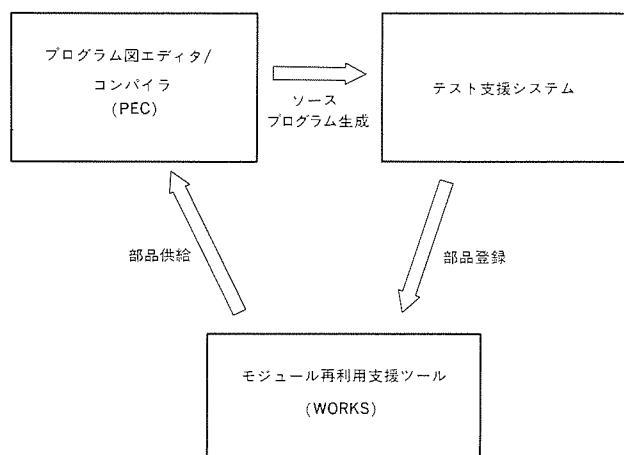 プログラム図エディタ/
コンパイラ
(PEC)
ソース
プログラム生成
テスト支援システム
部品供給
部品登録
モジュール再利用支援ツール
(WORKS)